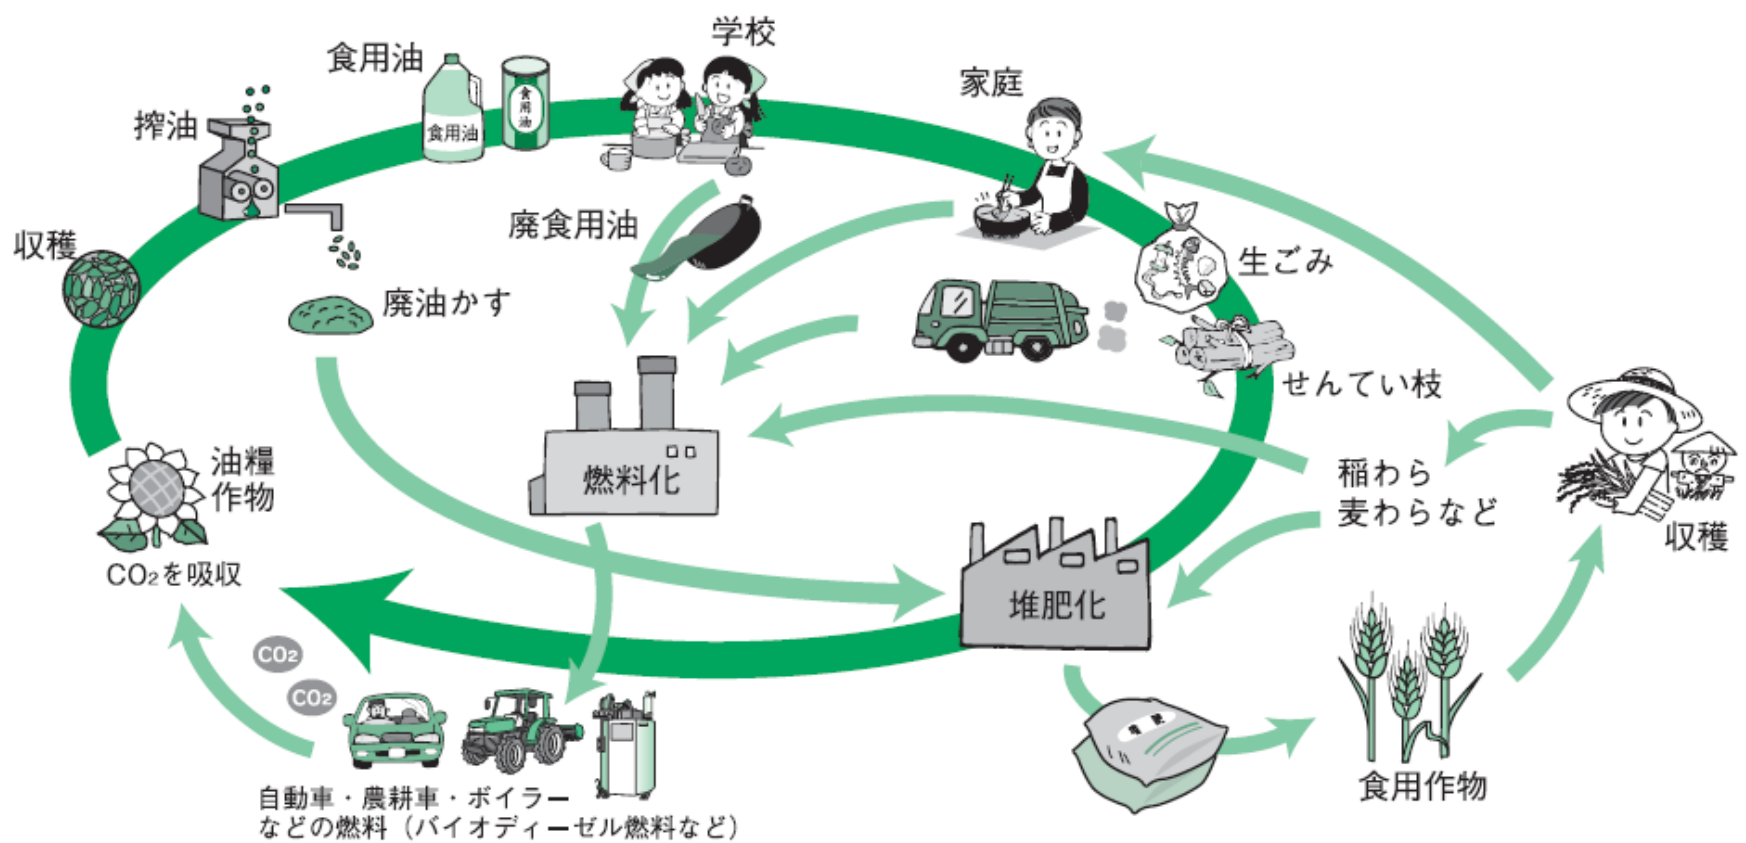 学校
食用油
家庭
搾油
食用油
食用油
収穫
廃食用油
生ごみ
廃油かす
せんてい枝
油糧
作物
燃料化
稲わら
麦わらなど
収穫
CO₂を吸収
堆肥化
CO₂
CO₂
食用作物
自動車・農耕車・ボイラー
などの燃料（バイオディーゼル燃料など）